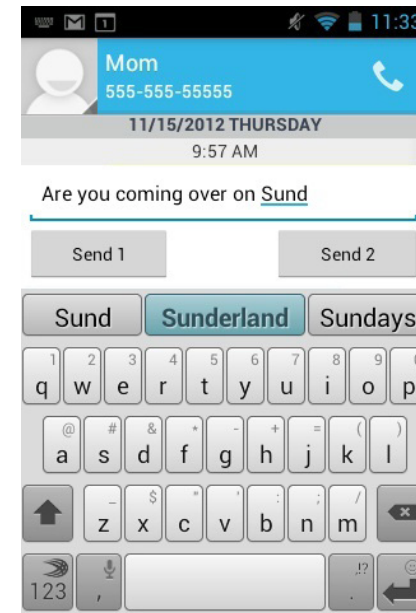 11:33
Mom
555-555-55555
11/15/2012 THURSDAY
9:57 AM
Are you coming over on Sund
Send 1 Send 2
Sund Sunderland Sundays
1 2 3 4 5 6 7 8 9
q w e r t y u i o p
@ # & * - + = ( )
a s d f g h j k l
_ $ " ' : ; /
z x c v b n m
,!?
123 , .